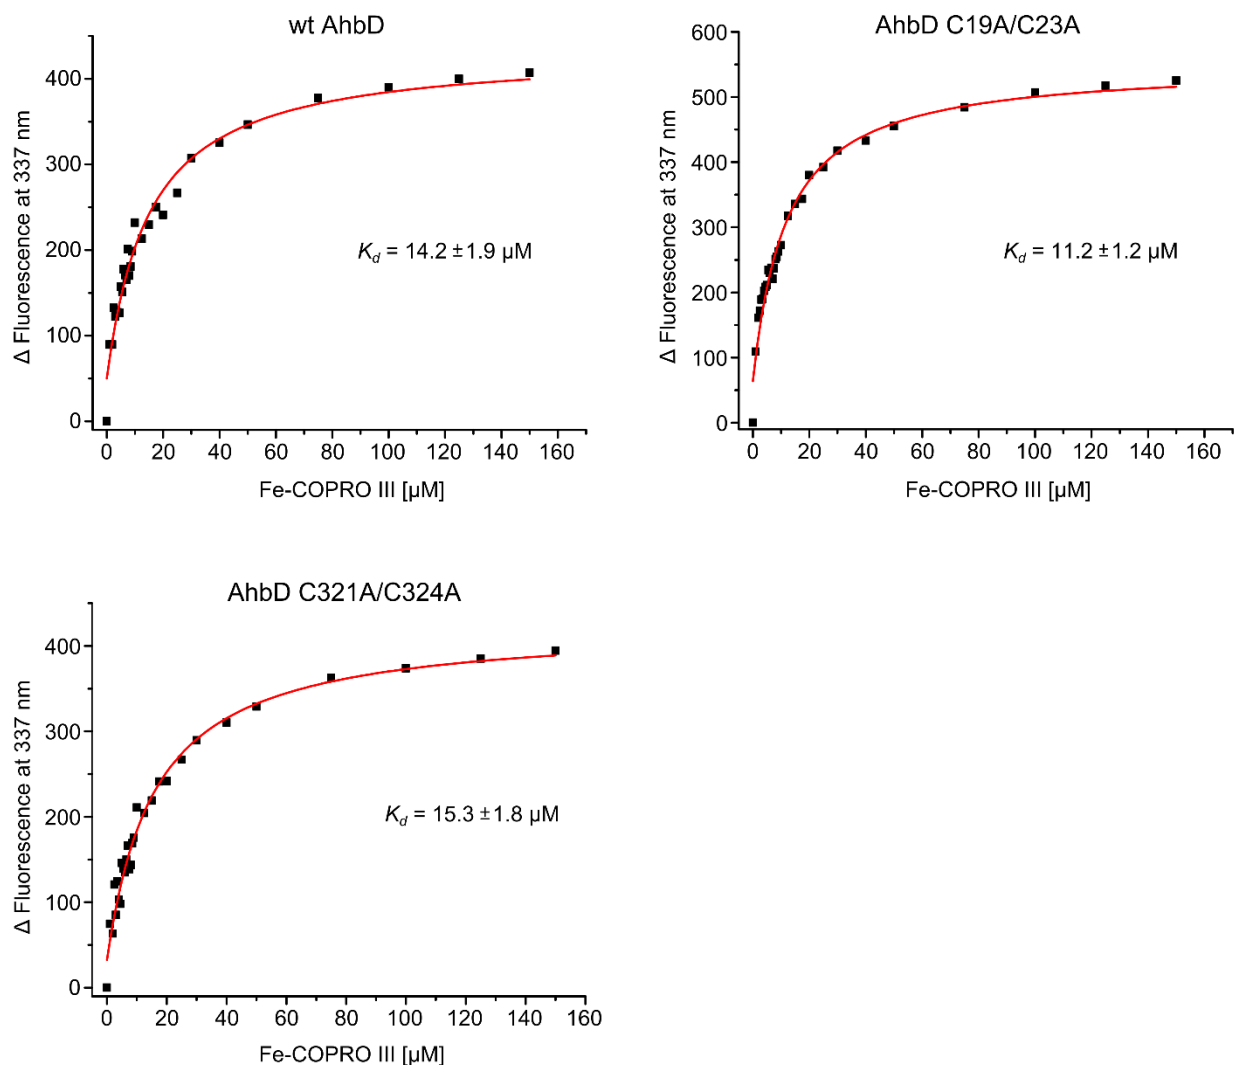 wt AhbD
400
300
200
100
0
Δ Fluorescence at 337 nm
K_d = 14.2 ± 1.9 µM
0 20 40 60 80 100 120 140 160
Fe-COPRO III [µM]
AhbD C19A/C23A
600
500
400
300
200
100
0
Δ Fluorescence at 337 nm
K_d = 11.2 ± 1.2 µM
0 20 40 60 80 100 120 140 160
Fe-COPRO III [µM]
AhbD C321A/C324A
400
300
200
100
0
Δ Fluorescence at 337 nm
K_d = 15.3 ± 1.8 µM
0 20 40 60 80 100 120 140 160
Fe-COPRO III [µM]